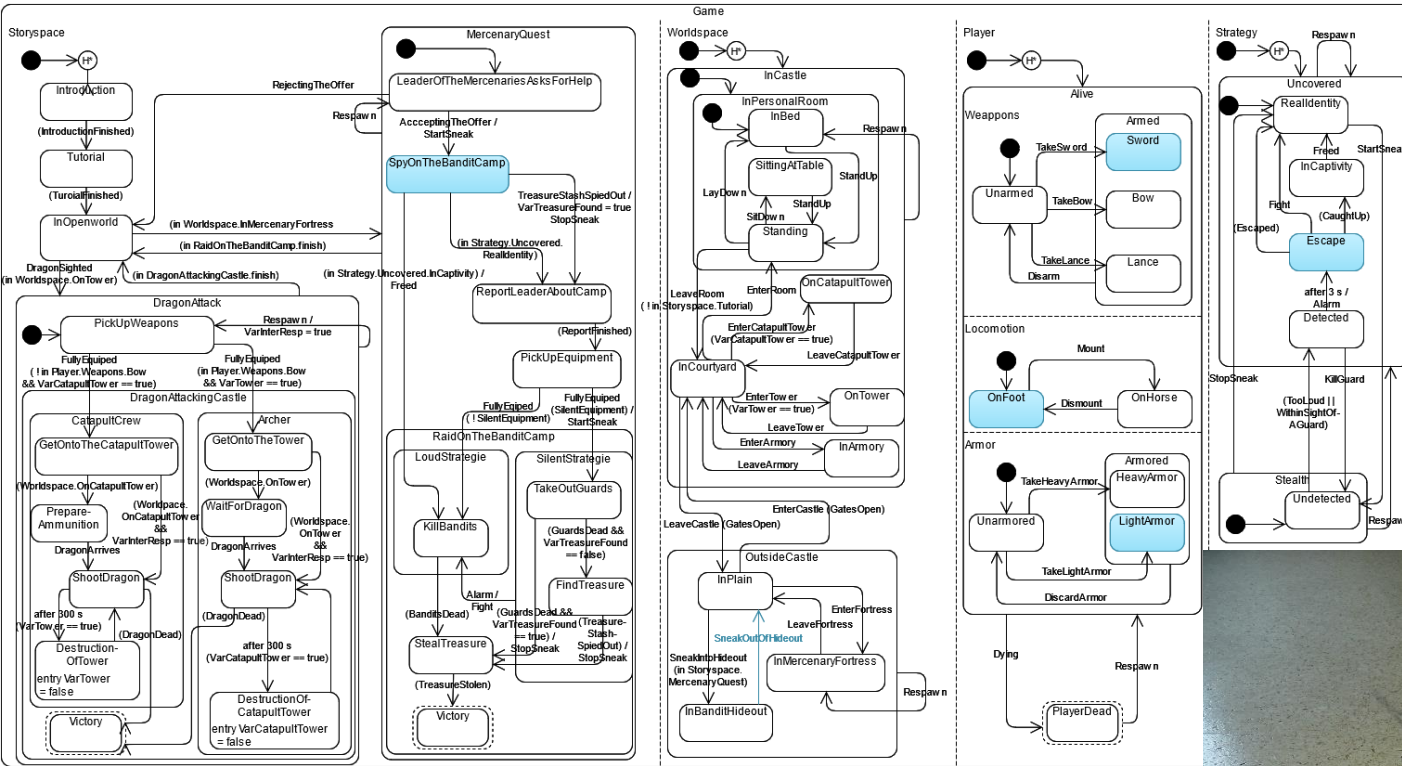 Game
Storyspace
H*
Introduction
(IntroductionFinished)
Tutorial
(TuroialFinished)
InOpenworld
RejectingTheOffer
(in Worldspace.InMercenaryFortress
(in RaidOnTheBanditCamp.finish)
DragonSighted
(in Worldspace.OnTower)
(in DragonAttackingCastle.finish)
DragonAttack
PickUpWeapons
Respawn /
VarInterResp = true
FullyEquiped
( ! in Player.Weapons.Bow
&& VarCatapultTower == true)
FullyEquiped
(in Player.Weapons.Bow
&& VarTower == true)
DragonAttackingCastle
CatapultCrew
GetOntoTheCatapultTower
(Worldspace.OnCatapultTower)
Prepare-
Ammunition
DragonArrives
(Worldpace.
OnCatapultTower
&&
VarInterResp == true)
ShootDragon
after 300 s
(VarTower == true)
(DragonDead)
Destruction-
OfTower
entry VarTower
= false
Victory
Archer
GetOntoTheTower
(Worldspace.OnTower)
WaitForDragon
DragonArrives
(Worldspace.
OnTower
&&
VarInterResp == true)
ShootDragon
(DragonDead)
after 300 s
(VarCatapultTower == true)
DestructionOf-
CatapultTower
entry VarCatapultTower
= false
MercenaryQuest
LeaderOfTheMercenariesAsksForHelp
Respawn
AccceptingTheOffer /
StartSneak
SpyOnTheBanditCamp
TreasureStashSpiedOut /
VarTreasureFound = true
StopSneak
(in Strategy.Uncovered.
RealIdentity)
(in Strategy.Uncovered.InCaptivity) /
Freed
ReportLeaderAboutCamp
(ReportFinished)
PickUpEquipment
FullyEqiped
( ! SilentEquipment)
FullyEquiped
(SilentEquipment) /
StartSneak
RaidOnTheBanditCamp
LoudStrategie
KillBandits
SilentStrategie
TakeOutGuards
(GuardsDead &&
VarTreasureFound
== false)
FindTreasure
Alarm /
Fight
(BanditsDead)
(GuardsDead &&
VarTreasureFound
== true) /
StopSneak
(Treasure-
Stash-
SpiedOut) /
StopSneak
StealTreasure
(TreasureStolen)
Victory
Worldspace
H*
InCastle
InPersonalRoom
InBed
Respawn
SittingAtTable
StandUp
LayDown
StandUp
SitDown
Standing
LeaveRoom
( ! in Storyspace.Tutorial)
EnterRoom
OnCatapultTower
EnterCatapultTower
(VarCatapultTower == true)
LeaveCatapultTower
InCourtyard
EnterTower
(VarTower == true)
OnTower
LeaveTower
EnterArmory
InArmory
LeaveArmory
LeaveCastle (GatesOpen)
EnterCastle (GatesOpen)
OutsideCastle
InPlain
EnterFortress
LeaveFortress
SneakOutOfHideout
SneakIntoHideout
(in Storyspace.
MercenaryQuest)
InMercenaryFortress
Respawn
InBanditHideout
Player
H*
Alive
Weappons
Armed
TakeSword
Sword
Unarmed
TakeBow
Bow
TakeLance
Lance
Disarm
Locomotion
Mount
OnFoot
Dismount
OnHorse
Armor
Armored
TakeHeavyArmor
HeavyArmor
Unarmored
LightArmor
TakeLightArmor
DiscardArmor
Dying
Respawn
PlayerDead
Strategy
H*
Respawn
Uncovered
RealIdentity
Freed
StartSneak
InCaptivity
Fight
(CaughtUp)
(Escaped)
Escape
after 3 s /
Alarm
Detected
StopSneak
KillGuard
(TooLoud ||
WithinSightOf-
AGuard)
Stealth
Undetected
Respawn